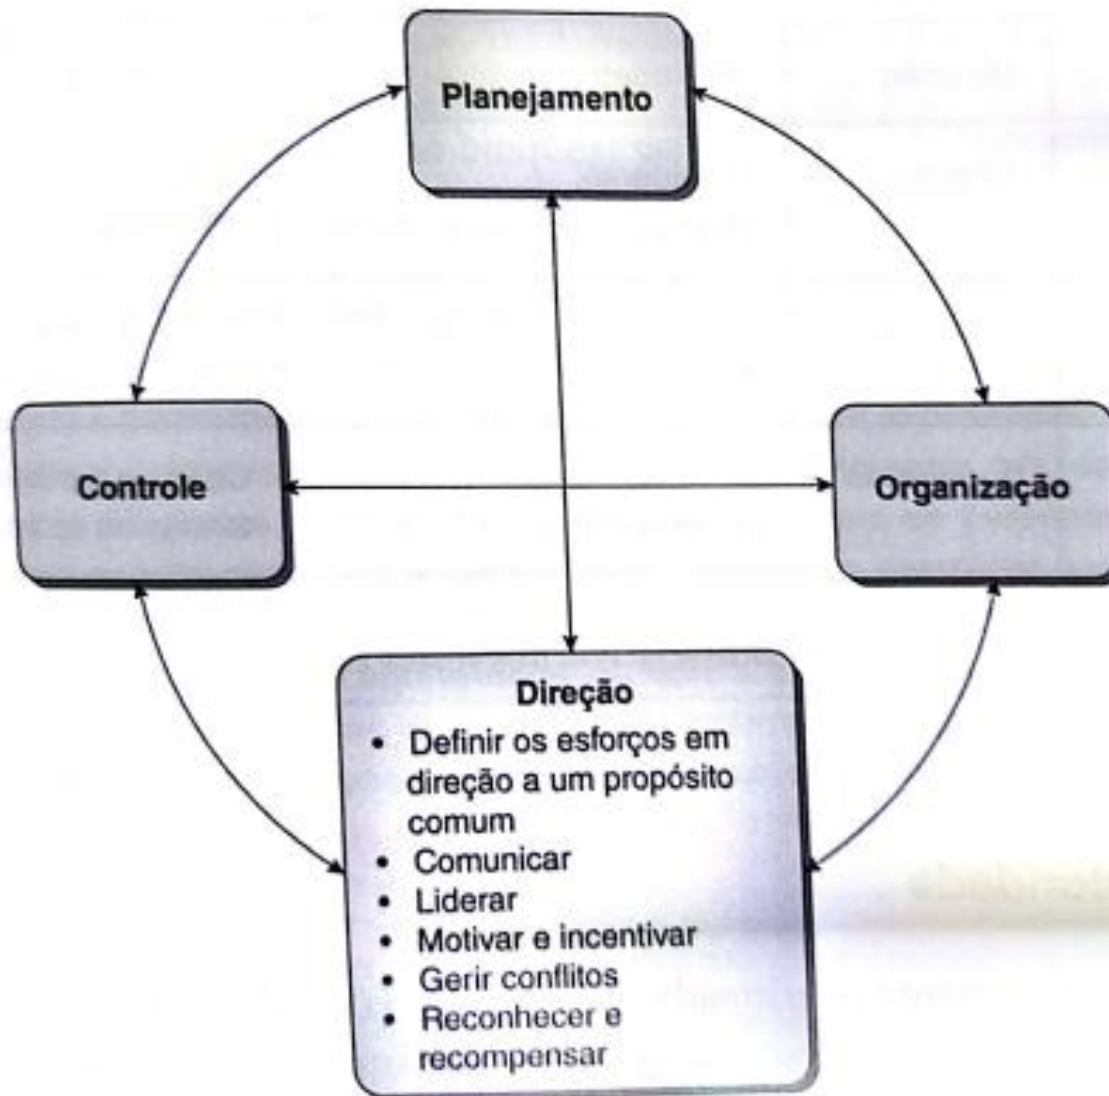 Planejamento
Controle
Organização
Direção
• Definir os esforços em
direção a um propósito
comum
• Comunicar
• Liderar
• Motivar e incentivar
• Gerir conflitos
• Reconhecer e
recompensar